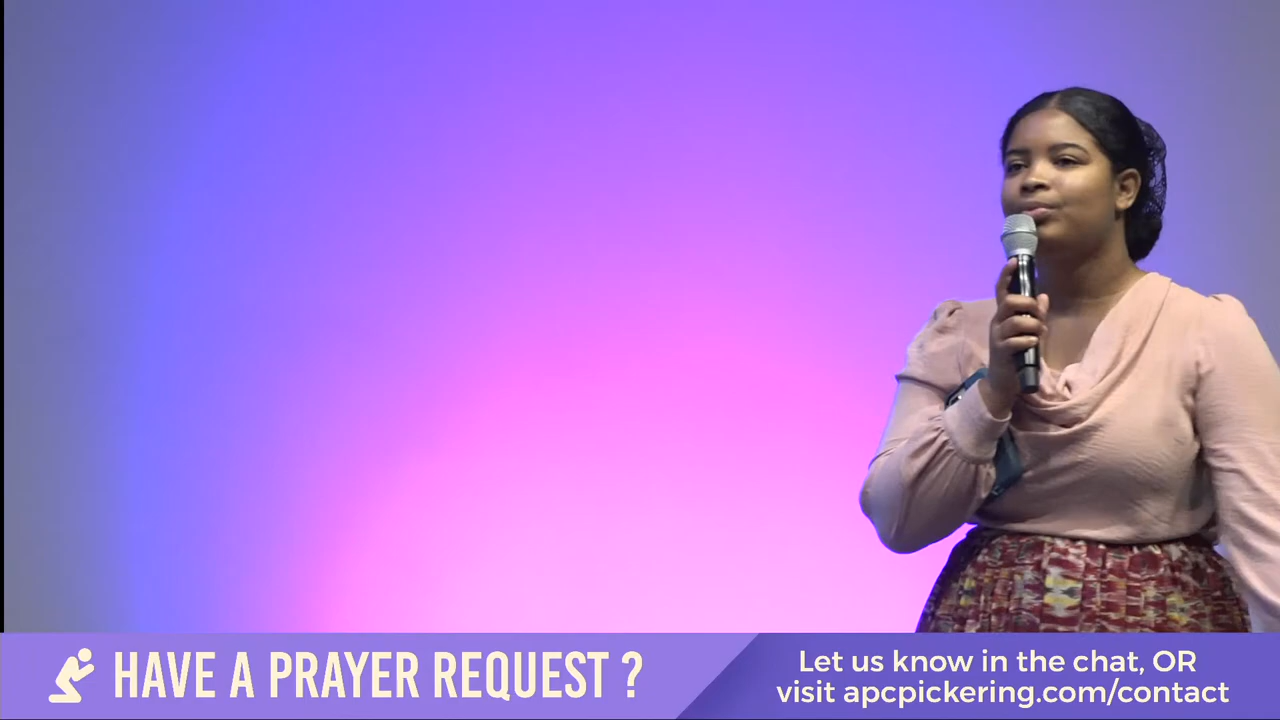 HAVE A PRAYER REQUEST ?
Let us know in the chat, OR
visit apcpickering.com/contact